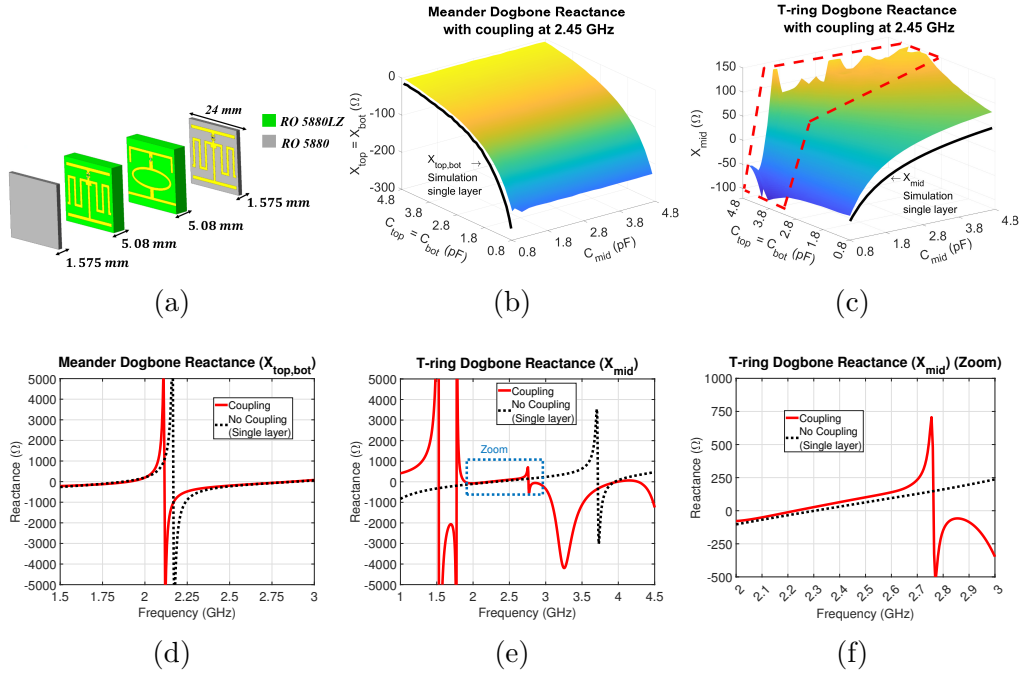 24 mm
RO 5880LZ
RO 5880
1.575 mm
5.08 mm
5.08 mm
1.575 mm
(a)
Meander Dogbone Reactance
with coupling at 2.45 GHz
X_top = X_bot (Ω)
0
-100
-200
-300
X_top,bot →
Simulation
single layer
4.8
3.8
2.8
1.8
0.8
C_top = C_bot (pF)
0.8
1.8
2.8
3.8
4.8
C_mid (pF)
(b)
T-ring Dogbone Reactance
with coupling at 2.45 GHz
X_mid (Ω)
150
100
50
0
-50
-100
← X_mid
Simulation
single layer
4.8
3.8
2.8
1.8
0.8
C_top = C_bot (pF)
0.8
1.8
2.8
3.8
4.8
C_mid (pF)
(c)
Meander Dogbone Reactance (X_top,bot)
Reactance (Ω)
5000
4000
3000
2000
1000
0
-1000
-2000
-3000
-4000
-5000
Coupling
No Coupling
(Single layer)
1.5 1.75 2 2.25 2.5 2.75 3
Frequency (GHz)
(d)
T-ring Dogbone Reactance (X_mid)
Reactance (Ω)
5000
4000
3000
2000
1000
0
-1000
-2000
-3000
-4000
-5000
Coupling
No Coupling
(Single layer)
Zoom
1 1.5 2 2.5 3 3.5 4 4.5
Frequency (GHz)
(e)
T-ring Dogbone Reactance (X_mid) (Zoom)
Reactance (Ω)
1000
750
500
250
0
-250
-500
Coupling
No Coupling
(Single layer)
2 2.1 2.2 2.3 2.4 2.5 2.6 2.7 2.8 2.9 3
Frequency (GHz)
(f)